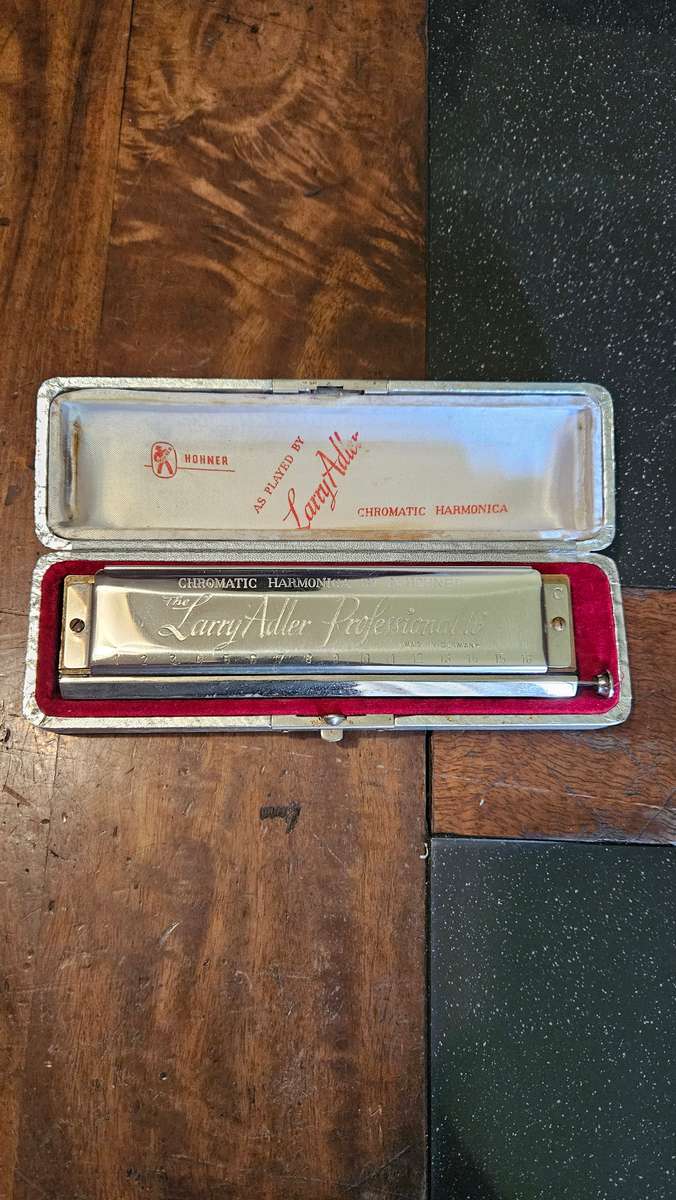 HOHNER
AS PLAYED BY
Larry Adler
CHROMATIC HARMONICA
CHROMATIC HARMONICA HOHNER
C
The Larry Adler Professional 16
GERMANY
1 2 3 4 5 6 7 8 9 10 11 12 13 14 15 16